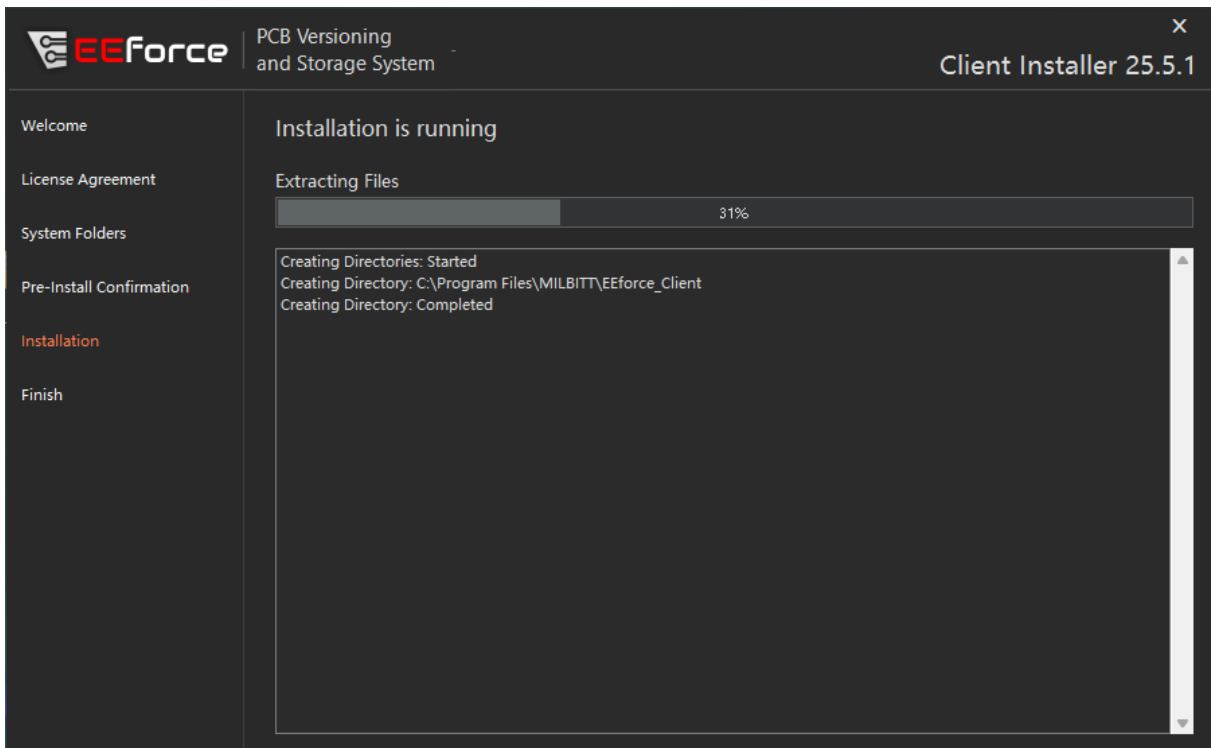 EEforce
PCB Versioning
and Storage System
-
X
Client Installer 25.5.1
Welcome
License Agreement
System Folders
Pre-Install Confirmation
Installation
Finish
Installation is running
Extracting Files
31%
Creating Directories: Started
Creating Directory: C:\Program Files\MILBITT\EEforce_Client
Creating Directory: Completed